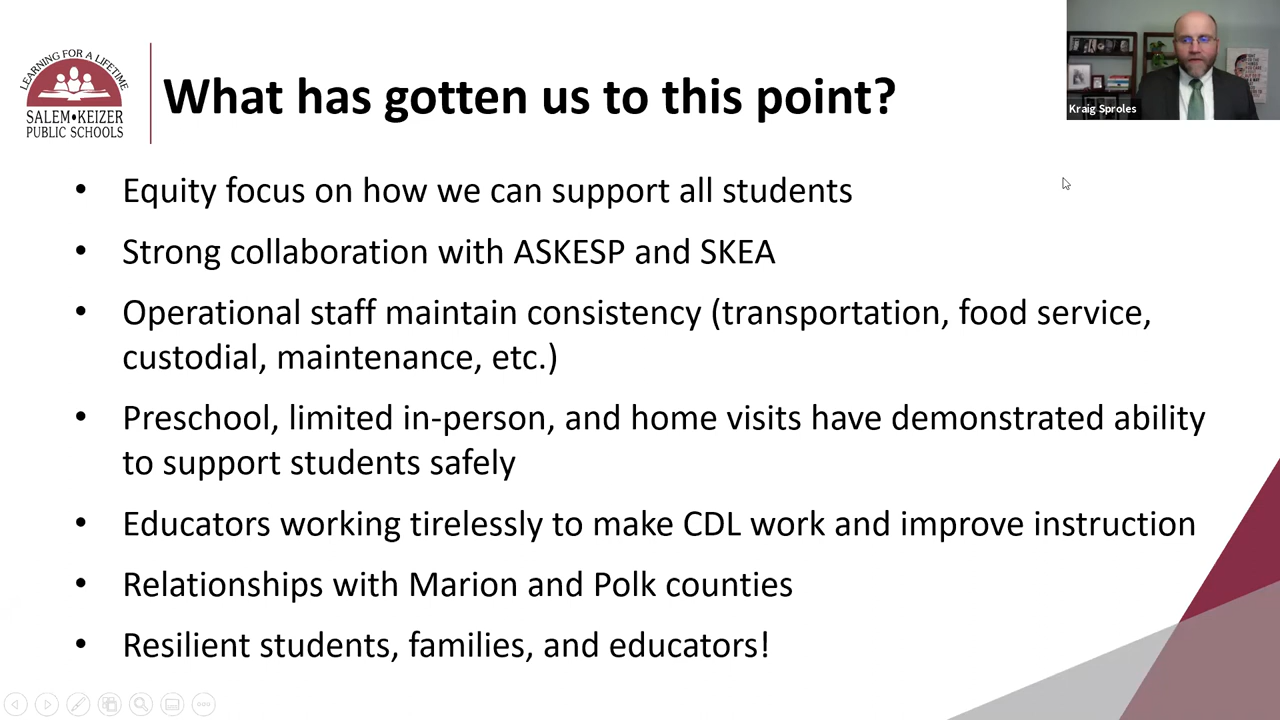 LEARNING FOR A LIFETIME
SALEM•KEIZER
PUBLIC SCHOOLS
What has gotten us to this point?
Kraig Sproles
• Equity focus on how we can support all students
• Strong collaboration with ASKESP and SKEA
• Operational staff maintain consistency (transportation, food service,
custodial, maintenance, etc.)
• Preschool, limited in-person, and home visits have demonstrated ability
to support students safely
• Educators working tirelessly to make CDL work and improve instruction
• Relationships with Marion and Polk counties
• Resilient students, families, and educators!